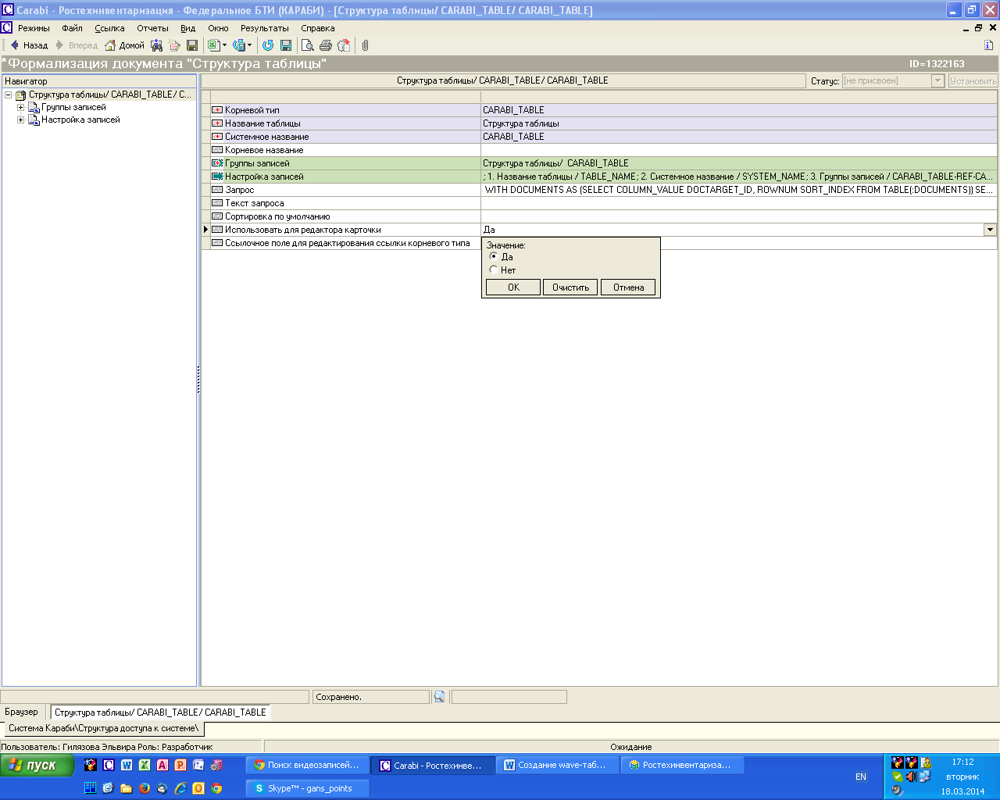 Carabi - Ростехинвентаризация - Федеральное БТИ (КАРАБИ) - [Структура таблицы/ CARABI_TABLE/ CARABI_TABLE]
Режимы Файл Ссылка Отчеты Вид Окно Результаты Справка
Назад Вперед Домой
*Формализация документа "Структура таблицы" ID=1322163
Навигатор
Структура таблицы/ CARABI_TABLE/ CARABI_TABLE Статус: [не присвоен] Установить
Структура таблицы/ CARABI_TABLE/ C...
Группы записей
Настройка записей
Корневой тип CARABI_TABLE
Название таблицы Структура таблицы
Системное название CARABI_TABLE
Корневое название
Группы записей Структура таблицы/ CARABI_TABLE
Настройка записей ; 1. Название таблицы / TABLE_NAME; 2. Системное название / SYSTEM_NAME; 3. Группы записей / CARABI_TABLE-REF-CA...
Запрос WITH DOCUMENTS AS (SELECT COLUMN_VALUE DOCTARGET_ID, ROWNUM SORT_INDEX FROM TABLE(:DOCUMENTS)) SE...
Текст запроса
Сортировка по умолчанию
Использовать для редактора карточки Да
Ссылочное поле для редактирования ссылки корневого типа
Значение:
Да
Нет
OK Очистить Отмена
Сохранено.
Браузер Структура таблицы/ CARABI_TABLE/ CARABI_TABLE
Система Караби\Структура доступа к системе\
Пользователь: Гилязова Эльвира Роль: Разработчик Ожидание
пуск Поиск видеозаписей... Carabi - Ростехинве... Создание wave-таб... Ростехинвентариза... 17:12
EN вторник
Skype™ - gans_points 18.03.2014